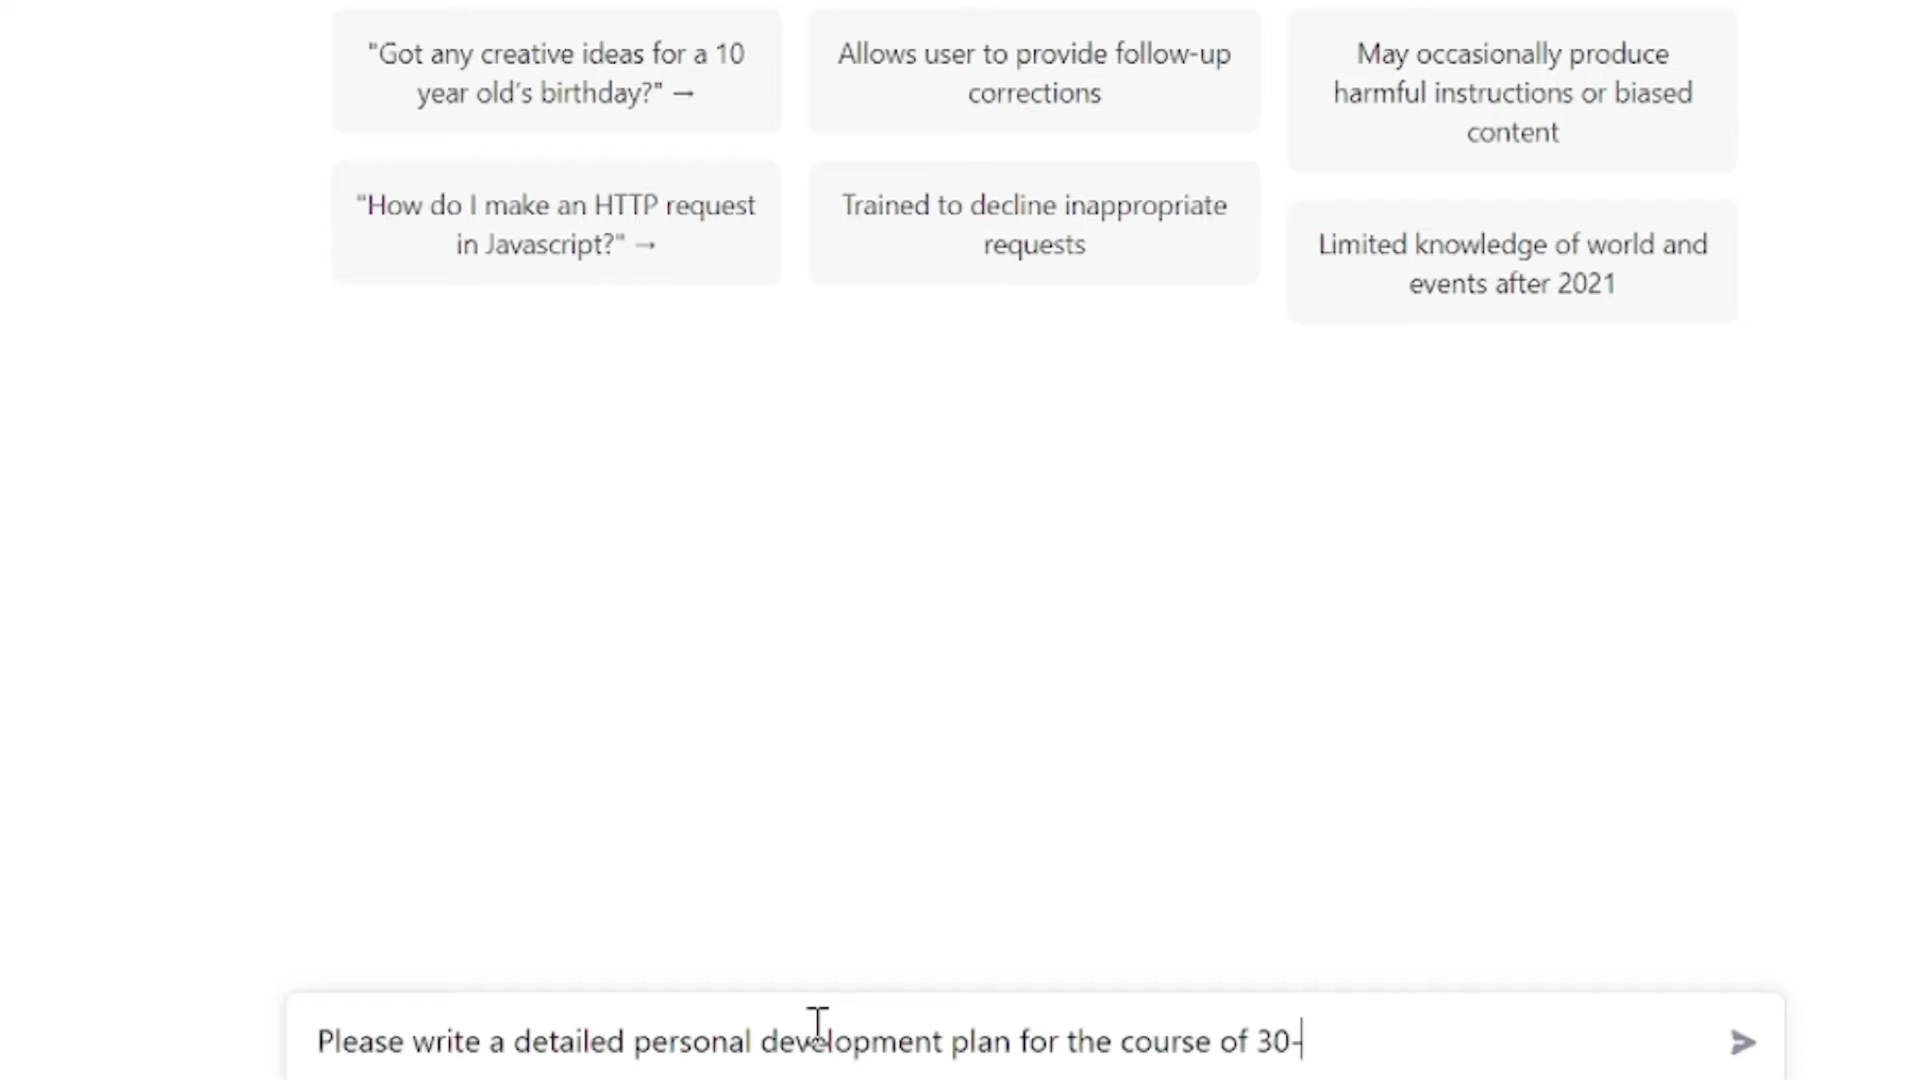 "Got any creative ideas for a 10
year old's birthday?" →
"How do I make an HTTP request
in Javascript?" →
Allows user to provide follow-up
corrections
Trained to decline inappropriate
requests
May occasionally produce
harmful instructions or biased
content
Limited knowledge of world and
events after 2021
Please write a detailed personal development plan for the course of 30-